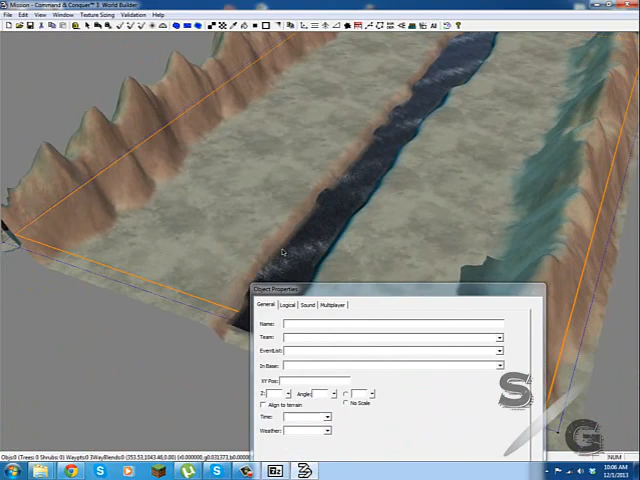 Mission - Command & Conquer™ 3: World Builder
File Edit View Window Texture Sizing Validation Help
Object Properties
General Logical Sound Multiplayer
Name:
Team:
EventList:
In Base:
XY Pos:
Z: Angle:
Align to terrain No Scale
Time:
Weather:
S
G
NUM
10:06 AM
12/1/2013